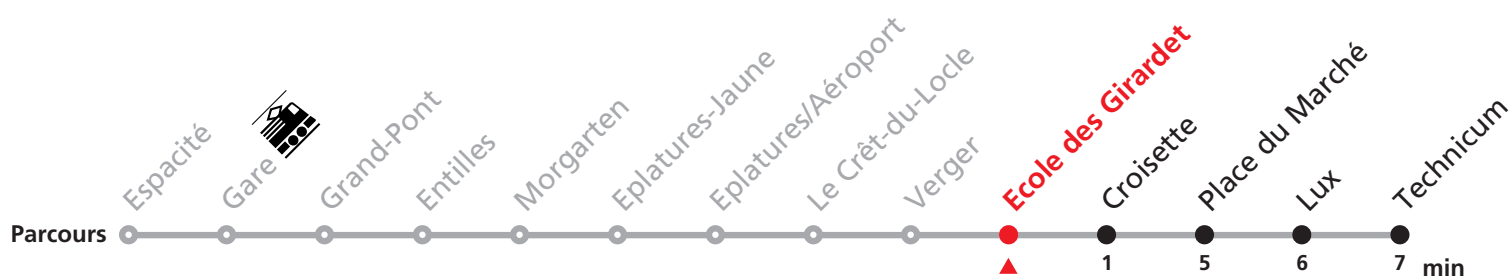 Espacité
Gare
Grand-Pont
Entilles
Morgarten
Eplatures-Jaune
Eplatures/Aéroport
Le Crêt-du-Locle
Verger
Ecole des Girardet
Croisette
Place du Marché
Lux
Technicum
Parcours
1 5 6 7 min